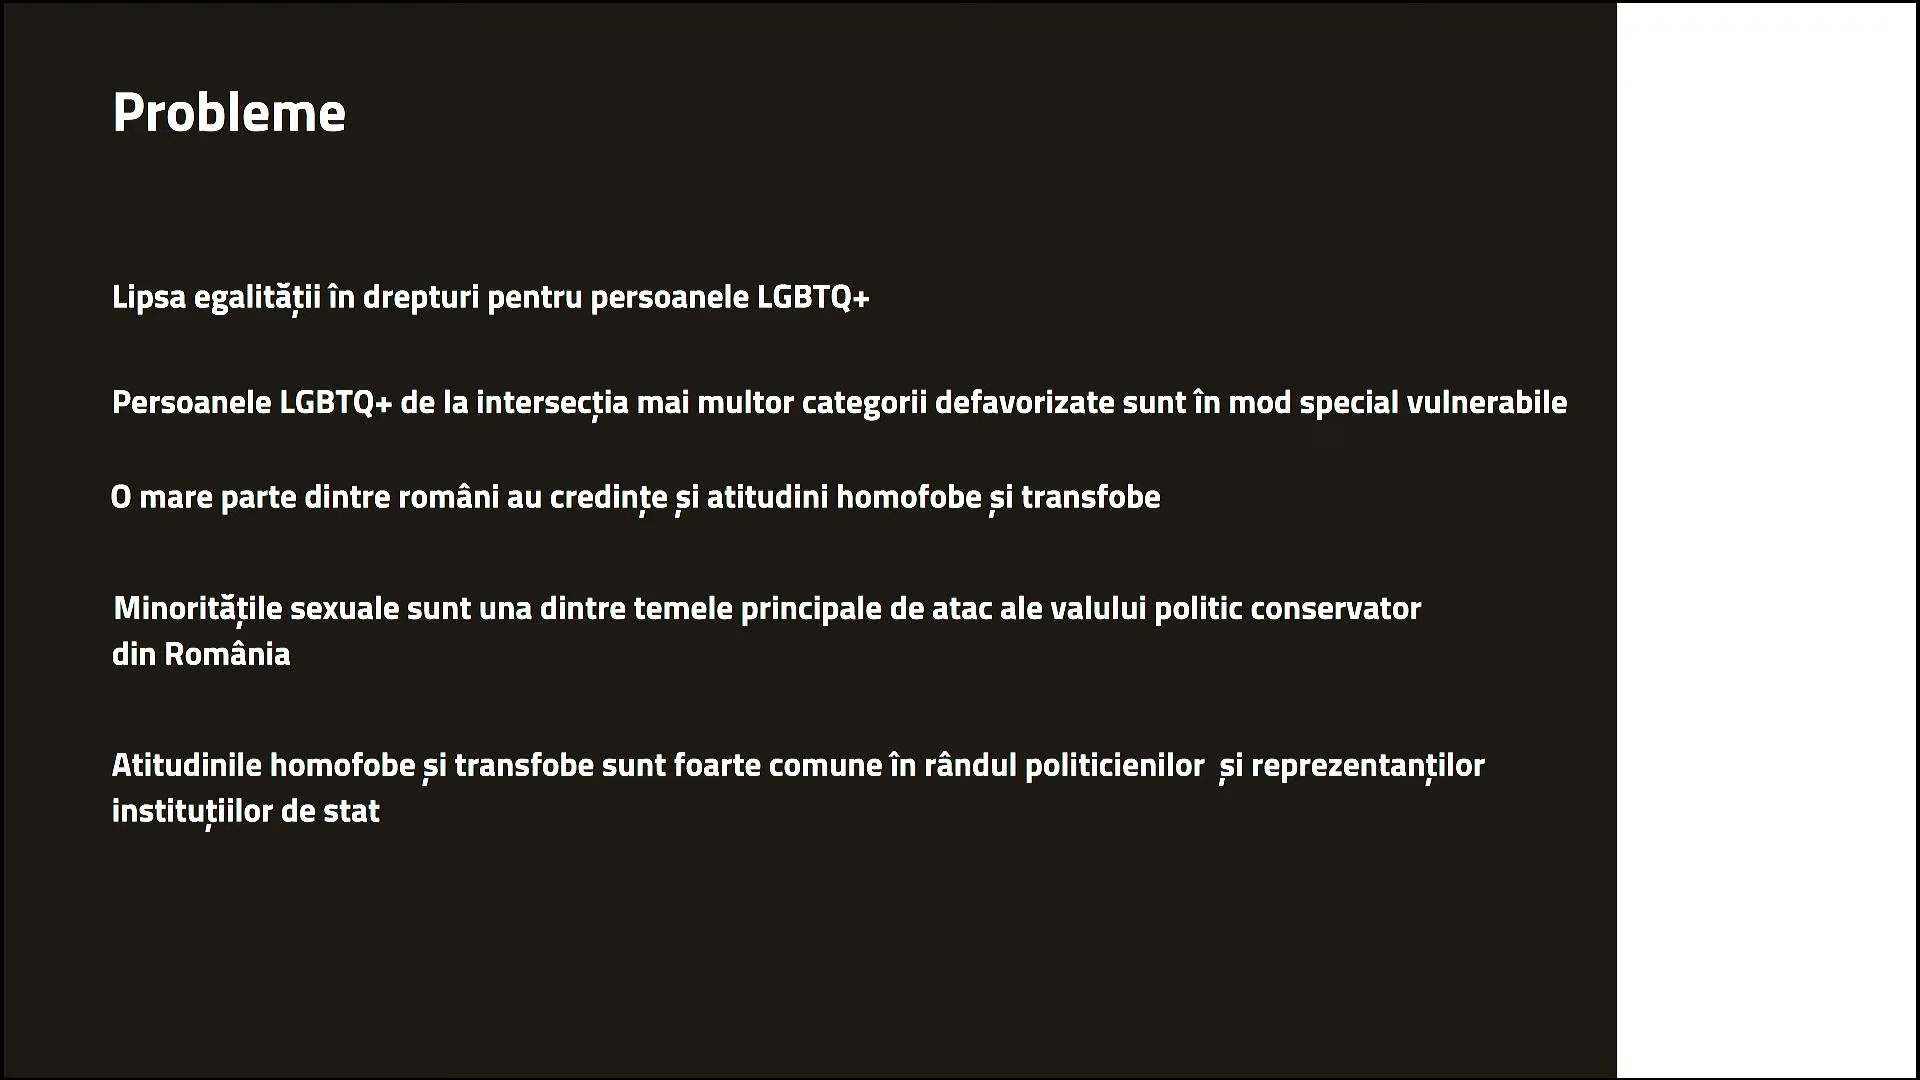 Probleme
Lipsa egalității în drepturi pentru persoanele LGBTQ+
Persoanele LGBTQ+ de la intersecția mai multor categorii defavorizate sunt în mod special vulnerabile
O mare parte dintre români au credințe și atitudini homofobe și transfobe
Minoritățile sexuale sunt una dintre temele principale de atac ale valului politic conservator
din România
Atitudinile homofobe și transfobe sunt foarte comune în rândul politicienilor  și reprezentanților
instituțiilor de stat